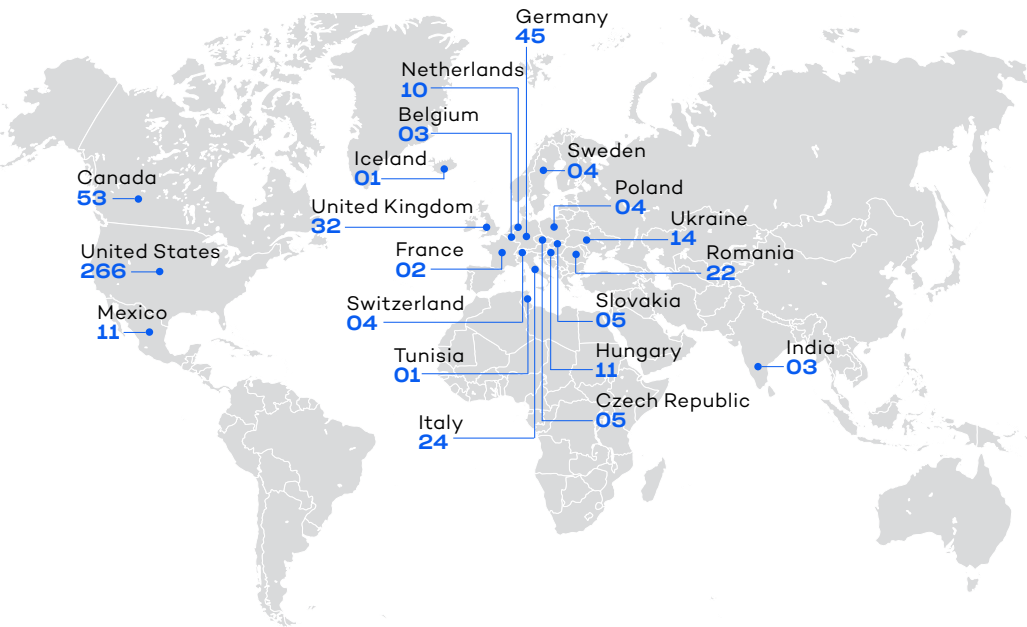 Germany
45
Netherlands
10
Belgium
03
Iceland
01
Sweden
04
Canada
53
Poland
04
United Kingdom
32
Ukraine
14
United States
266
France
02
Romania
22
Switzerland
04
Slovakia
05
Mexico
11
Tunisia
01
Hungary
11
India
03
Czech Republic
05
Italy
24